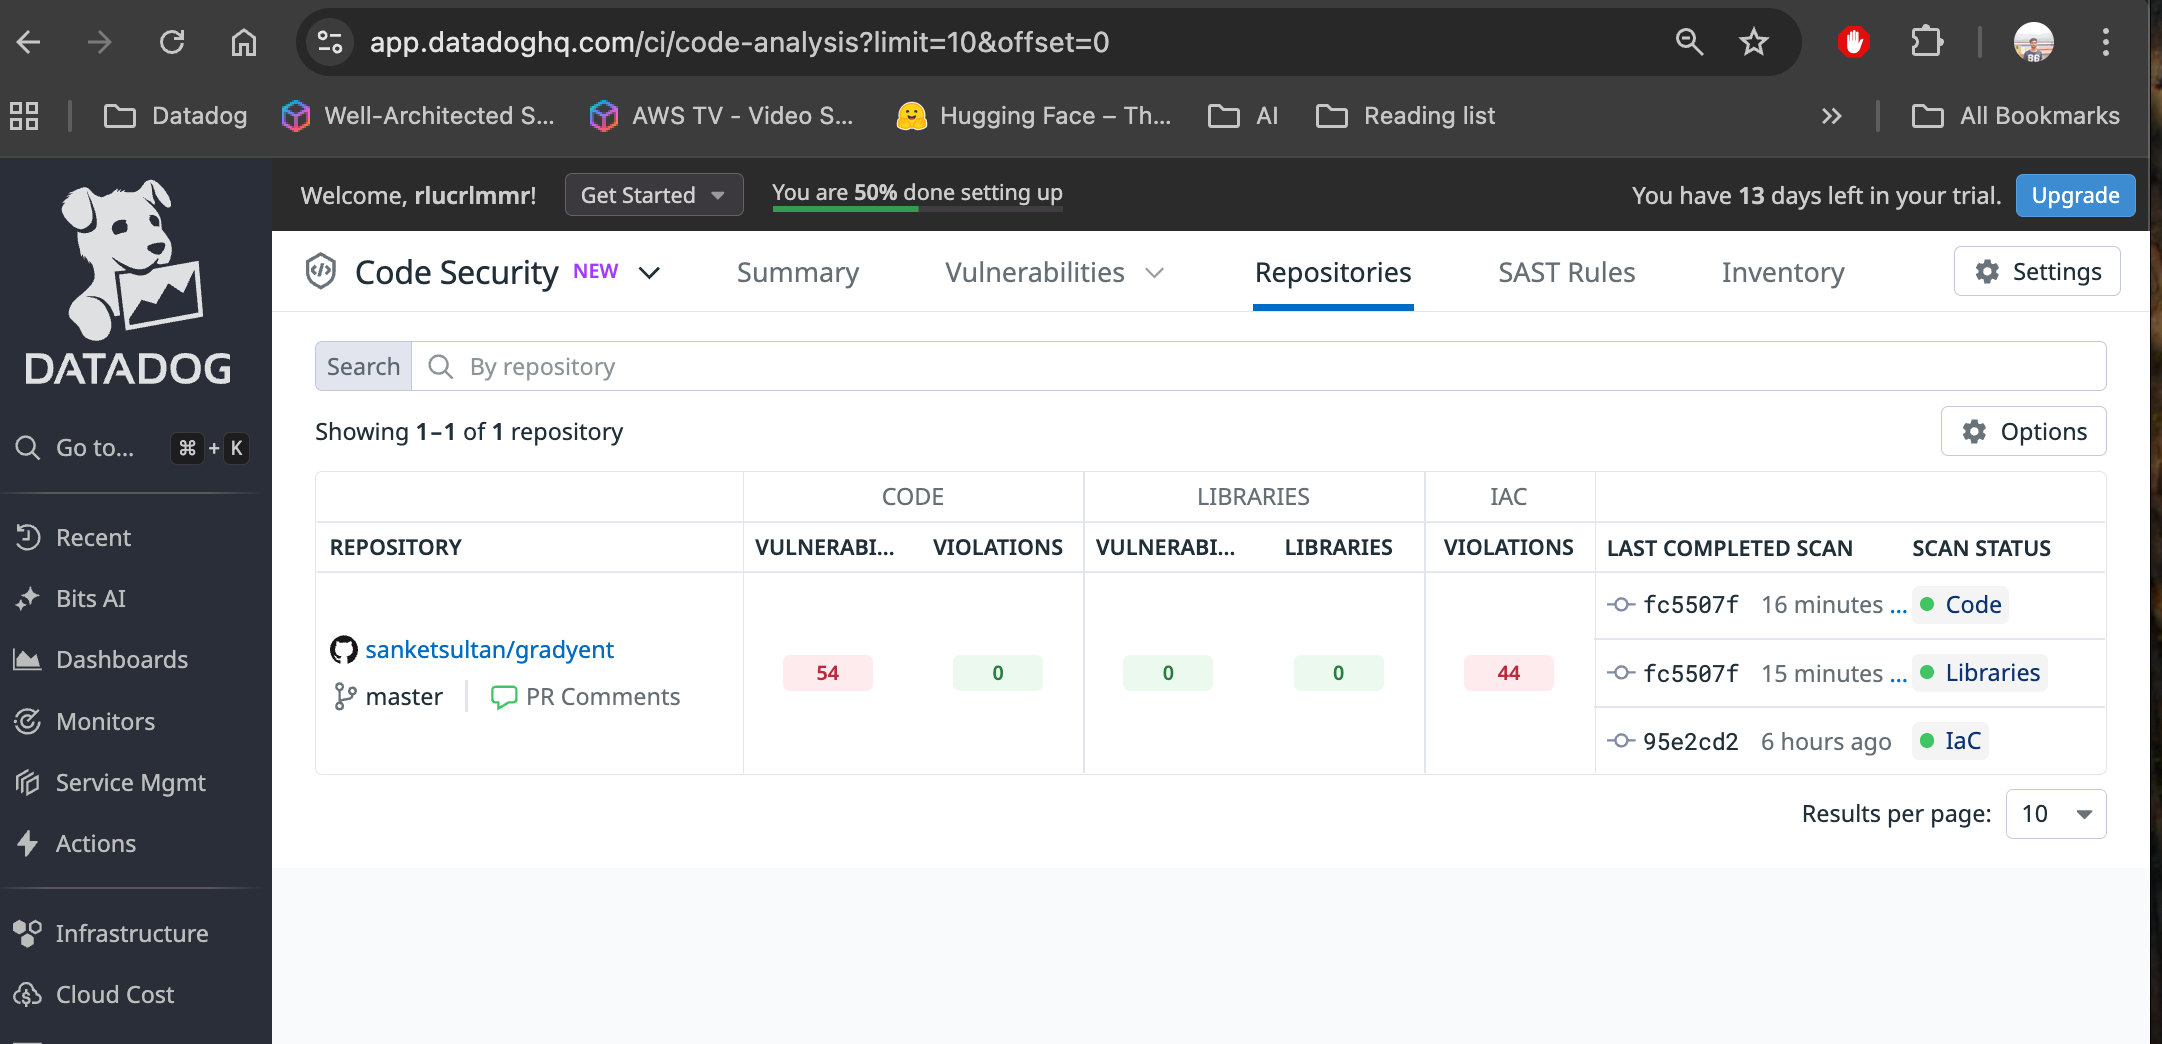 app.datadoghq.com/ci/code-analysis?limit=10&offset=0
Datadog
Well-Architected S...
AWS TV - Video S...
Hugging Face – Th...
AI
Reading list
All Bookmarks
DATADOG
Go to...
⌘ + K
Recent
Bits AI
Dashboards
Monitors
Service Mgmt
Actions
Infrastructure
Cloud Cost
Welcome, rlucrlmmr!
Get Started
You are 50% done setting up
You have 13 days left in your trial.
Upgrade
Code Security NEW
Summary
Vulnerabilities
Repositories
SAST Rules
Inventory
Settings
Search
By repository
Showing 1–1 of 1 repository
Options
CODE
LIBRARIES
IAC
REPOSITORY
VULNERABI...
VIOLATIONS
VULNERABI...
LIBRARIES
VIOLATIONS
LAST COMPLETED SCAN
SCAN STATUS
sanketsultan/gradyent
master
PR Comments
54
0
0
0
44
fc5507f 16 minutes ... Code
fc5507f 15 minutes ... Libraries
95e2cd2 6 hours ago IaC
Results per page: 10